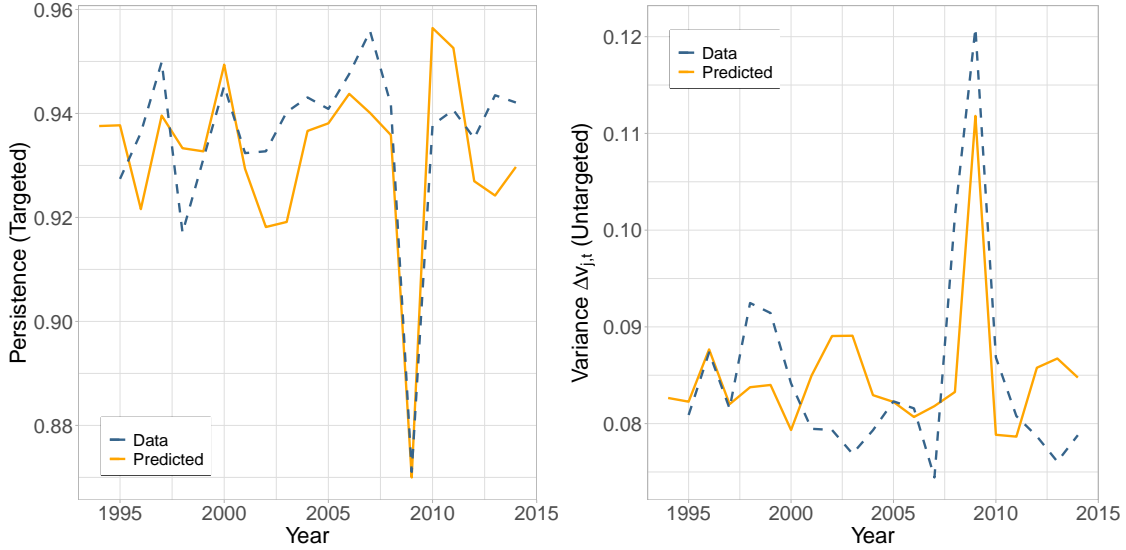 Persistence (Targeted)
0.96
0.94
0.92
0.90
0.88
Data
Predicted
1995
2000
2005
2010
2015
Year
Variance Δvj,t (Untargeted)
0.12
0.11
0.10
0.09
0.08
Data
Predicted
1995
2000
2005
2010
2015
Year